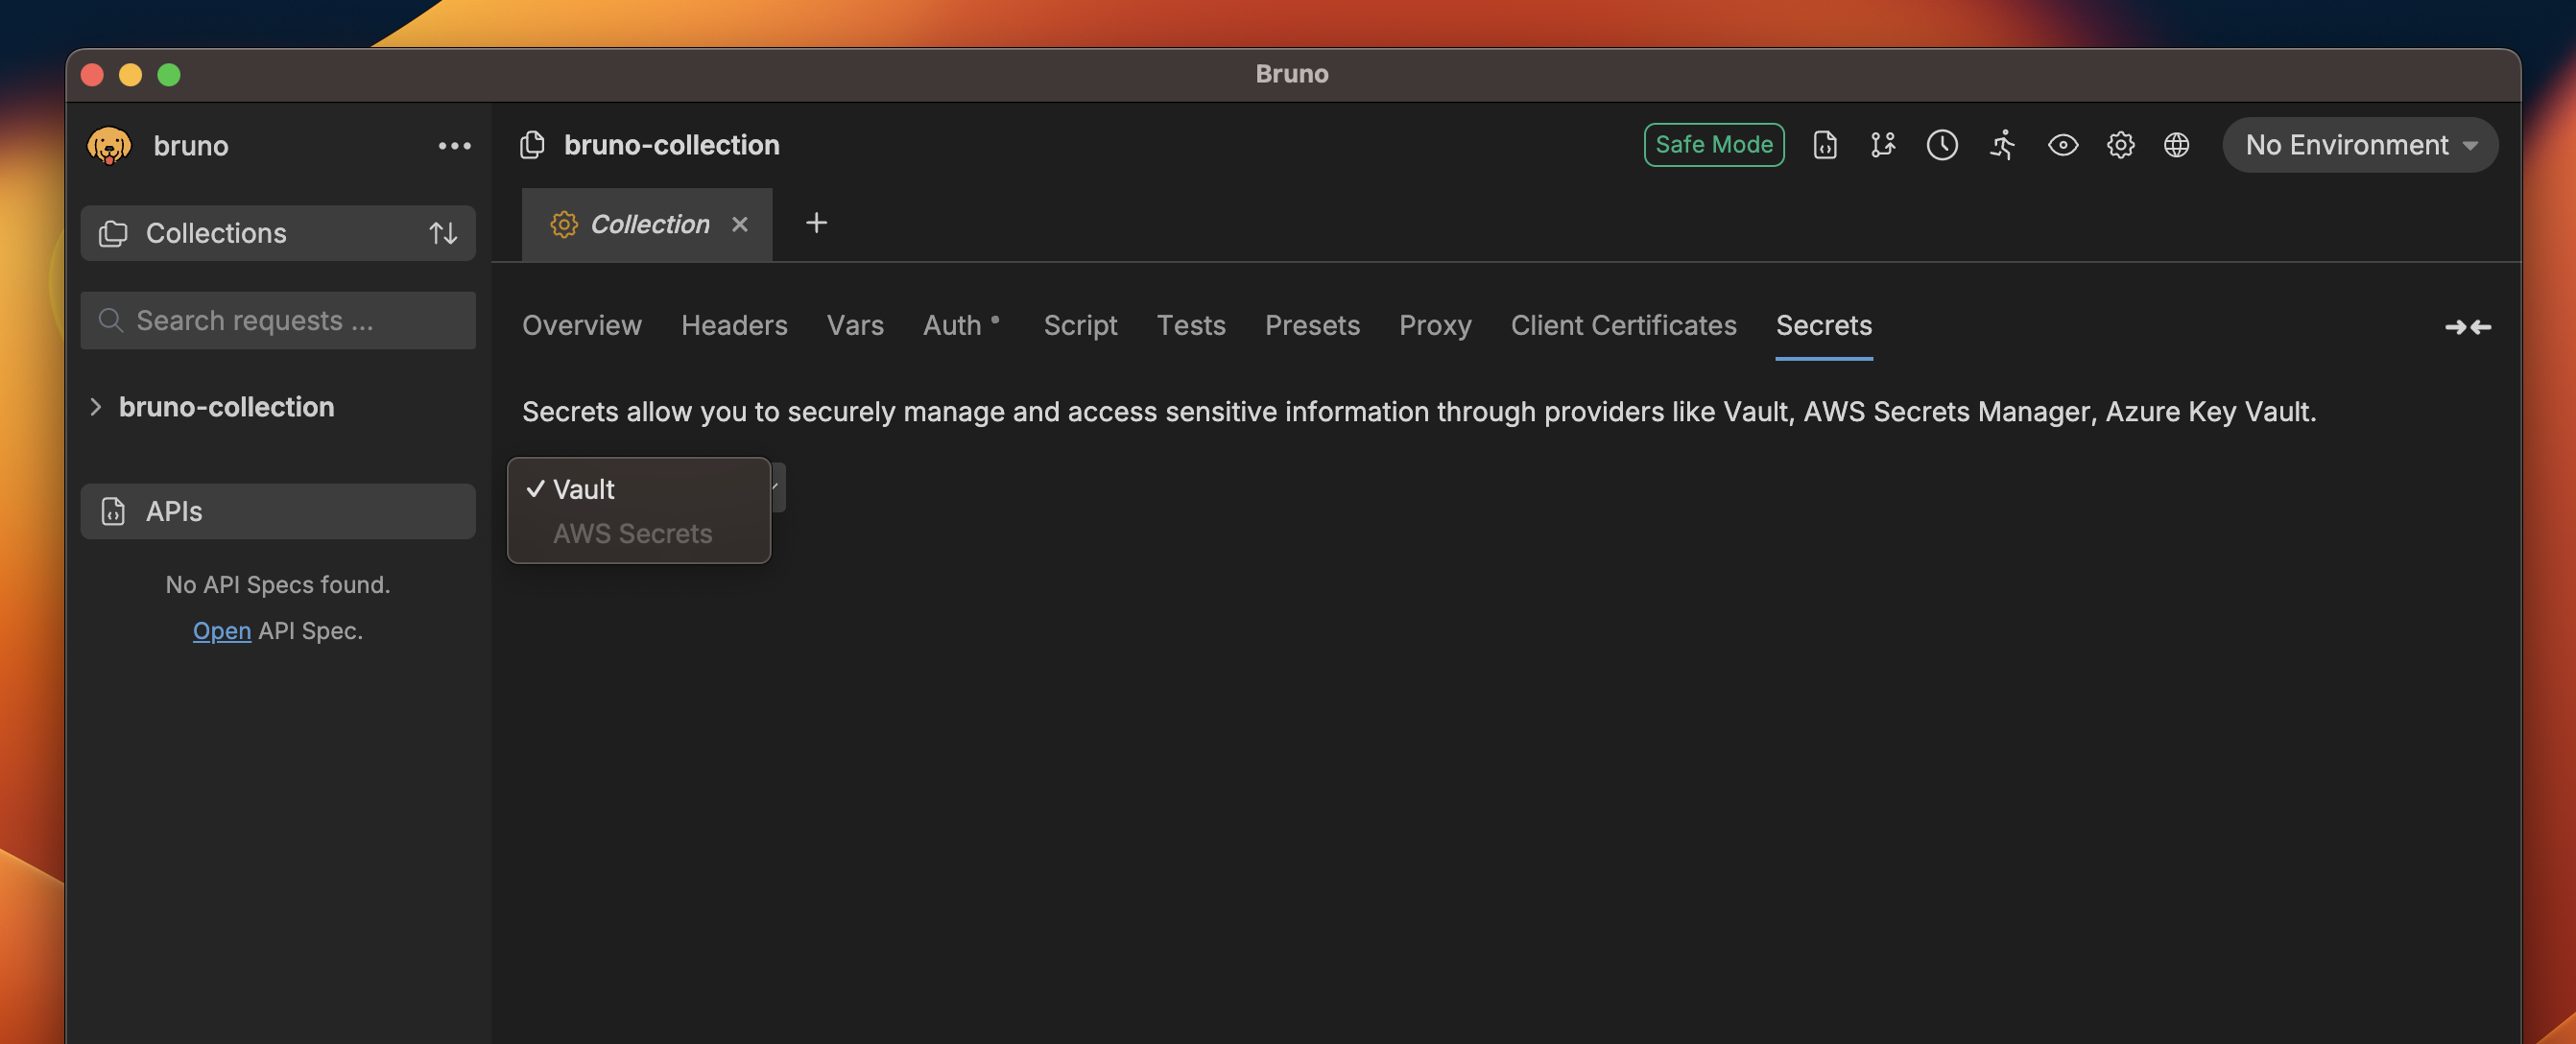 Bruno
bruno
bruno-collection
Safe Mode
No Environment
Collections
Collection
Search requests ...
Overview Headers Vars Auth Script Tests Presets Proxy Client Certificates Secrets
bruno-collection
Secrets allow you to securely manage and access sensitive information through providers like Vault, AWS Secrets Manager, Azure Key Vault.
Vault
AWS Secrets
APIs
No API Specs found.
Open API Spec.